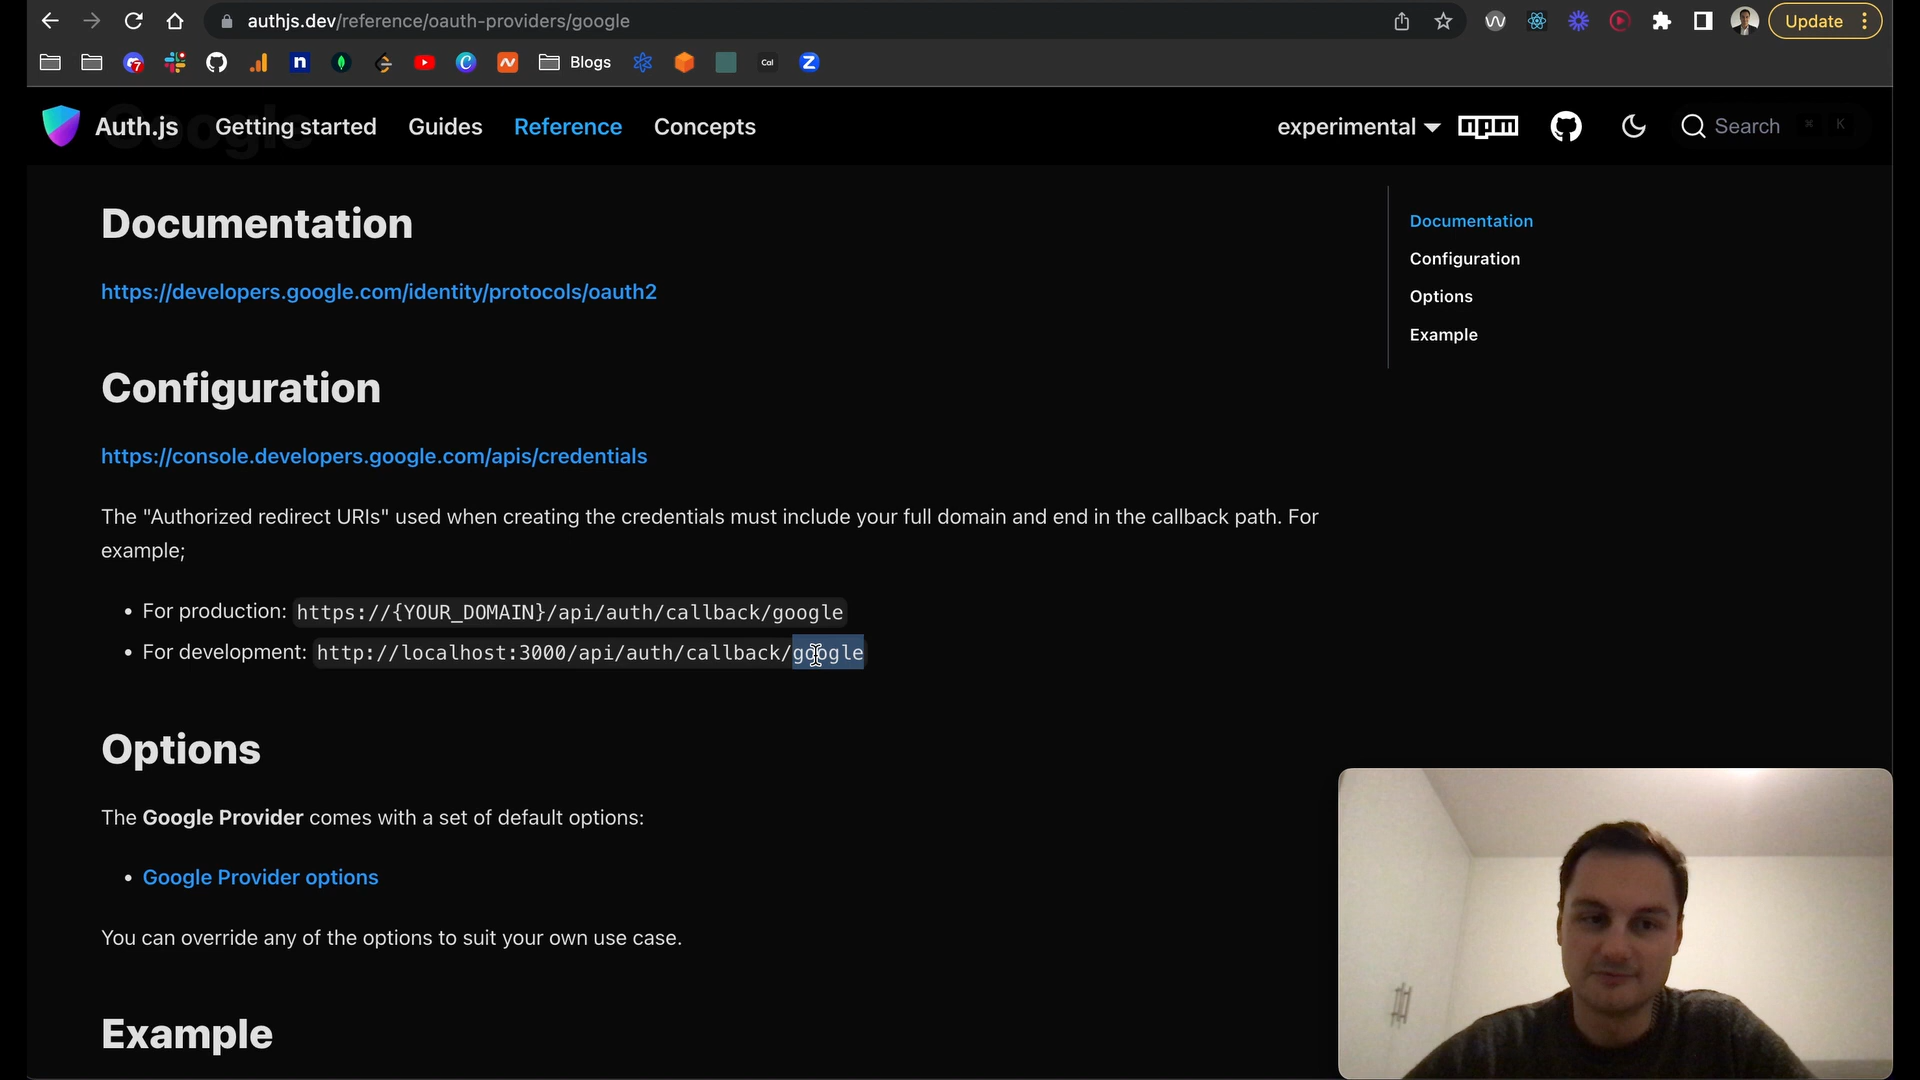 authjs.dev/reference/oauth-providers/google
Update
7
n
Blogs
Cal
Z
Auth.js
Getting started
Guides
Reference
Concepts
experimental
npm
Search
⌘ K
Google
Documentation
https://developers.google.com/identity/protocols/oauth2
Configuration
https://console.developers.google.com/apis/credentials
The "Authorized redirect URIs" used when creating the credentials must include your full domain and end in the callback path. For
example;
• For production: https://{YOUR_DOMAIN}/api/auth/callback/google
• For development: http://localhost:3000/api/auth/callback/google
Options
The Google Provider comes with a set of default options:
• Google Provider options
You can override any of the options to suit your own use case.
Example
Documentation
Configuration
Options
Example